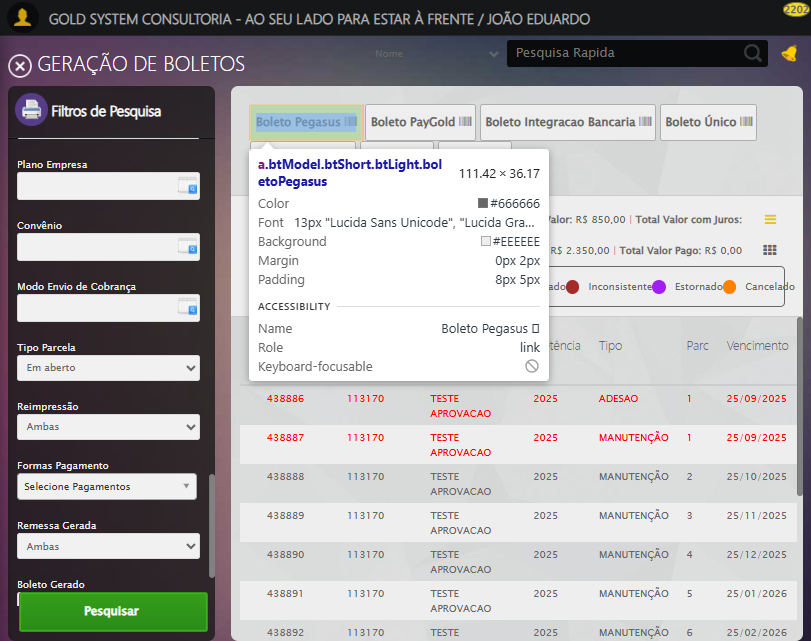 GOLD SYSTEM CONSULTORIA - AO SEU LADO PARA ESTAR À FRENTE / JOÃO EDUARDO
2202
GERAÇÃO DE BOLETOS
Nome
Pesquisa Rapida
Filtros de Pesquisa
Plano Empresa
Convênio
Modo Envio de Cobrança
Tipo Parcela
Em aberto
Reimpressão
Ambas
Formas Pagamento
Selecione Pagamentos
Remessa Gerada
Ambas
Boleto Gerado
Pesquisar
Boleto Pegasus
Boleto PayGold
Boleto Integracao Bancaria
Boleto Único
a.btModel.btShort.btLight.bol
etoPegasus
111.42 × 36.17
Color #666666
Font 13px "Lucida Sans Unicode", "Lucida Gra...
Background #EEEEEE
Margin 0px 2px
Padding 8px 5px
ACCESSIBILITY
Name Boleto Pegasus
Role link
Keyboard-focusable
alor: R$ 850,00 | Total Valor com Juros:
R$ 2.350,00 | Total Valor Pago: R$ 0,00
ado Inconsistente Estornado Cancelado
tência Tipo Parc Vencimento
438886 113170 TESTE APROVACAO 2025 ADESAO 1 25/09/2025
438887 113170 TESTE APROVACAO 2025 MANUTENÇÃO 1 25/09/2025
438888 113170 TESTE APROVACAO 2025 MANUTENÇÃO 2 25/10/2025
438889 113170 TESTE APROVACAO 2025 MANUTENÇÃO 3 25/11/2025
438890 113170 TESTE APROVACAO 2025 MANUTENÇÃO 4 25/12/2025
438891 113170 TESTE APROVACAO 2025 MANUTENÇÃO 5 25/01/2026
438892 113170 TESTE 2025 MANUTENÇÃO 6 25/02/2026